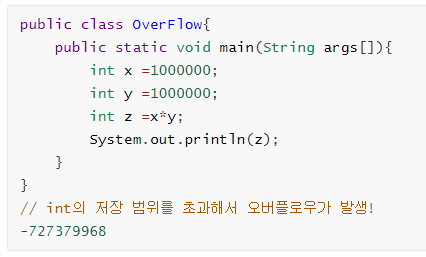 public class OverFlow{
    public static void main(String args[]){
        int x =1000000;
        int y =1000000;
        int z =x*y;
        System.out.println(z);
    }
}
// int의 저장 범위를 초과해서 오버플로우가 발생!
-727379968